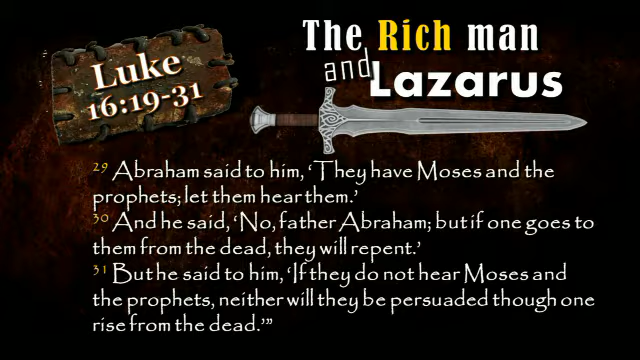 Luke
16:19-31
The Rich man
and Lazarus
29 Abraham said to him, ‘They have Moses and the
prophets; let them hear them.’
30 And he said, ‘No, father Abraham; but if one goes to
them from the dead, they will repent.’
31 But he said to him, ‘If they do not hear Moses and
the prophets, neither will they be persuaded though one
rise from the dead.’”